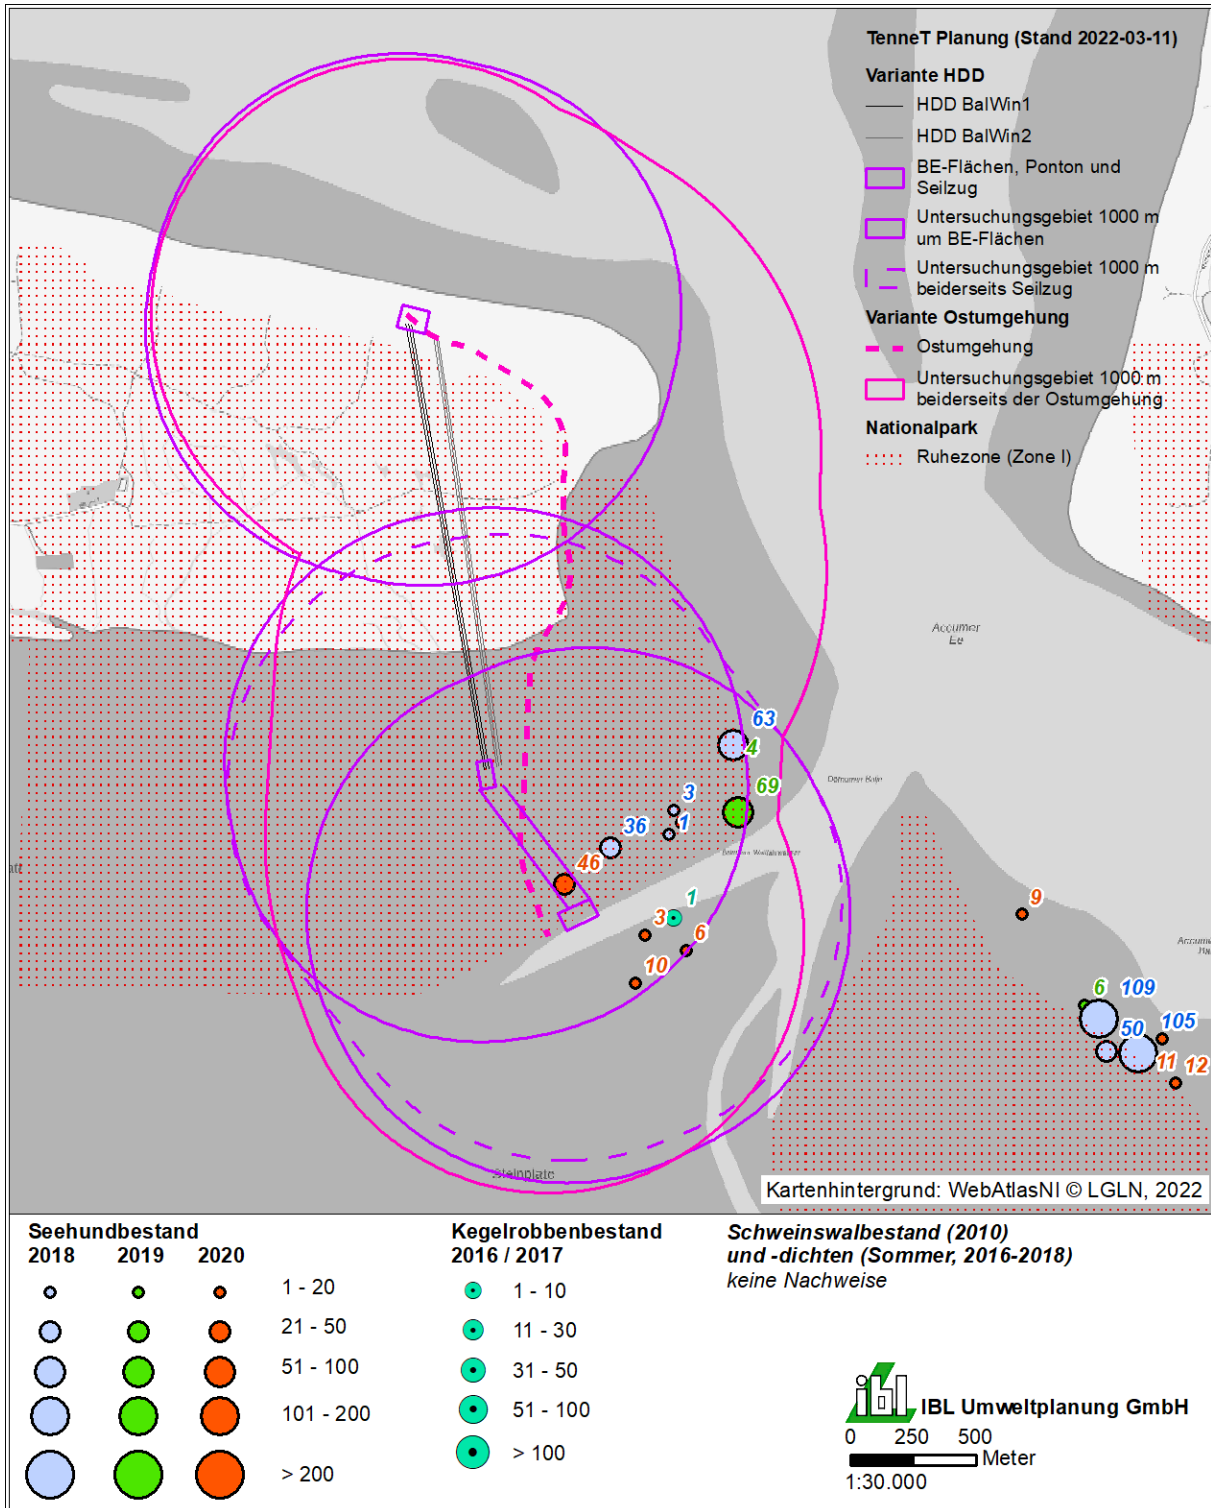 TenneT Planung (Stand 2022-03-11)
Variante HDD
HDD BalWin1
HDD BalWin2
BE-Flächen, Ponton und
Seilzug
Untersuchungsgebiet 1000 m
um BE-Flächen
Untersuchungsgebiet 1000 m
beiderseits Seilzug
Variante Ostumgehung
Ostumgehung
Untersuchungsgebiet 1000 m
beiderseits der Ostumgehung
Nationalpark
Ruhezone (Zone I)
Accumer
Ee
63
4
69
3
1
36
46
1
3
6
10
9
6
109
50
105
11
12
Steinplate
Kartenhintergrund: WebAtlasNI © LGLN, 2022
Seehundbestand
2018 2019 2020
1 - 20
21 - 50
51 - 100
101 - 200
> 200
Kegelrobbenbestand
2016 / 2017
1 - 10
11 - 30
31 - 50
51 - 100
> 100
Schweinswalbestand (2010)
und -dichten (Sommer, 2016-2018)
keine Nachweise
ibl IBL Umweltplanung GmbH
0 250 500
Meter
1:30.000